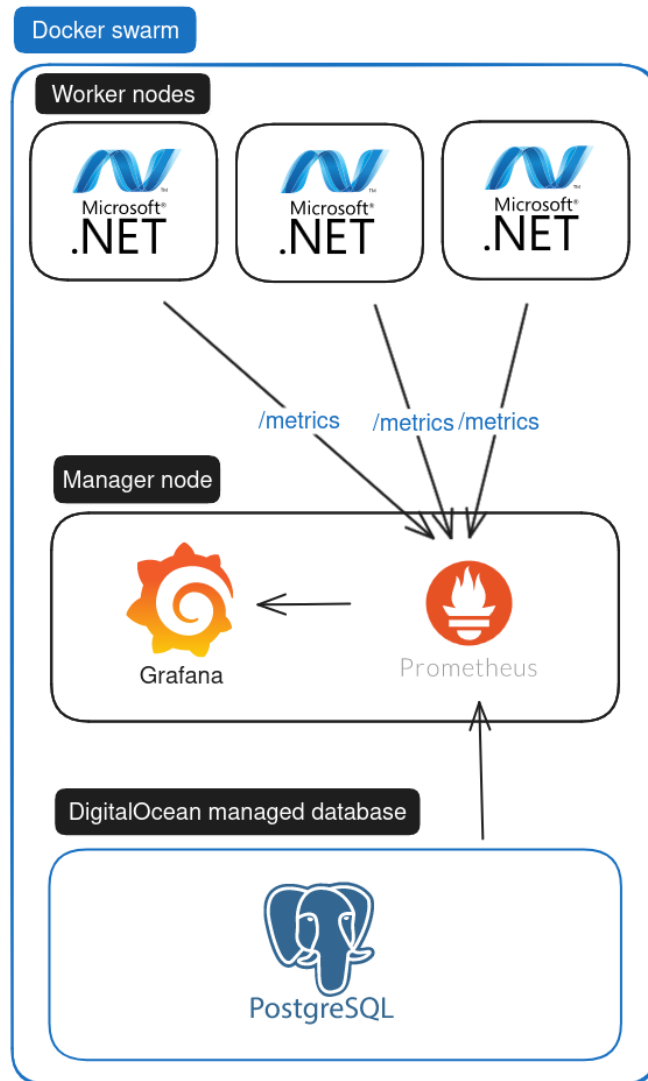 Docker swarm
Worker nodes
Microsoft®
.NET
Microsoft®
.NET
Microsoft®
.NET
/metrics
/metrics
/metrics
Manager node
Grafana
Prometheus
DigitalOcean managed database
PostgreSQL